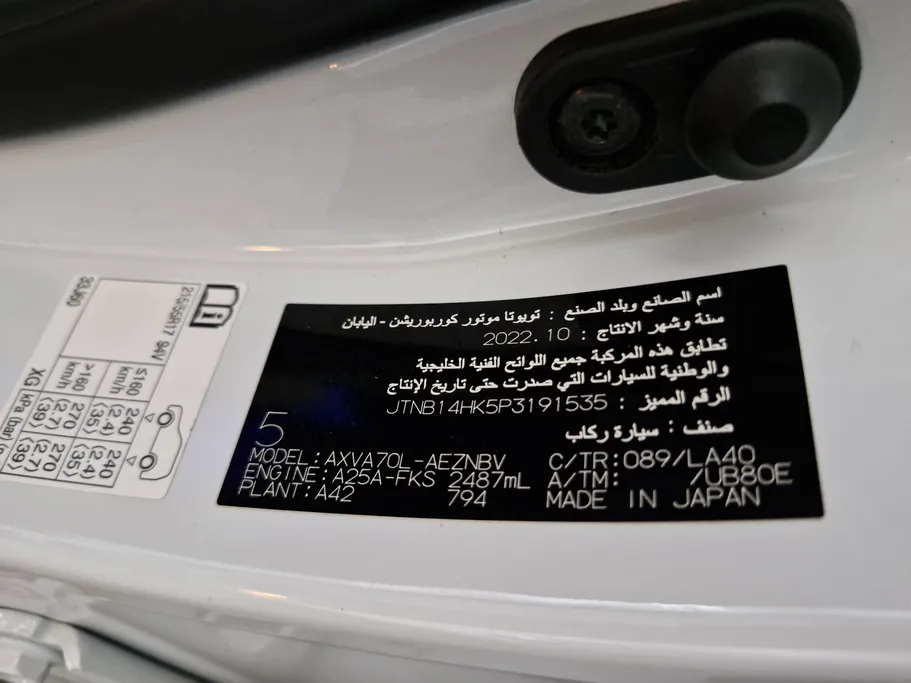 اسم الصانع وبلد الصنع : تويوتا موتور كوربوريشن - اليابان
سنة وشهر الانتاج : 2022.10
تطابق هذه المركبة جميع اللوائح الفنية الخليجية
والوطنية للسيارات التي صدرت حتى تاريخ الإنتاج
الرقم المميز : JTNB14HK5P3191535
صنف : سيارة ركاب
5
MODEL:AXVA70L-AEZNBV C/TR:089/LA40
ENGINE:A25A-FKS 2487mL A/TM: /UB80E
PLANT:A42 794 MADE IN JAPAN
215/55R17 94V
≤160 km/h 240 (2.4) (35) 240 (2.4) (35)
>160 km/h 270 (2.7) (39) 270 (2.7) (39)